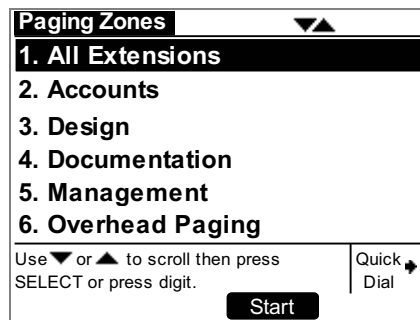 Paging Zones ▼▲
1. All Extensions
2. Accounts
3. Design
4. Documentation
5. Management
6. Overhead Paging
Use ▼ or ▲ to scroll then press
SELECT or press digit.
Quick
Dial
Start